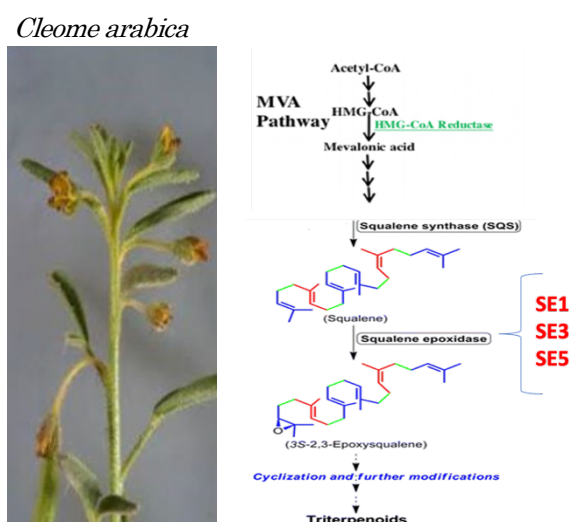 Cleome arabica
Acetyl-CoA
MVA
Pathway
HMG-CoA
HMG-CoA Reductase
Mevalonic acid
Squalene synthase (SQS)
(Squalene)
Squalene epoxidase
SE1
SE3
SE5
O
(3S-2,3-Epoxysqualene)
Cyclization and further modifications
Triterpenoids